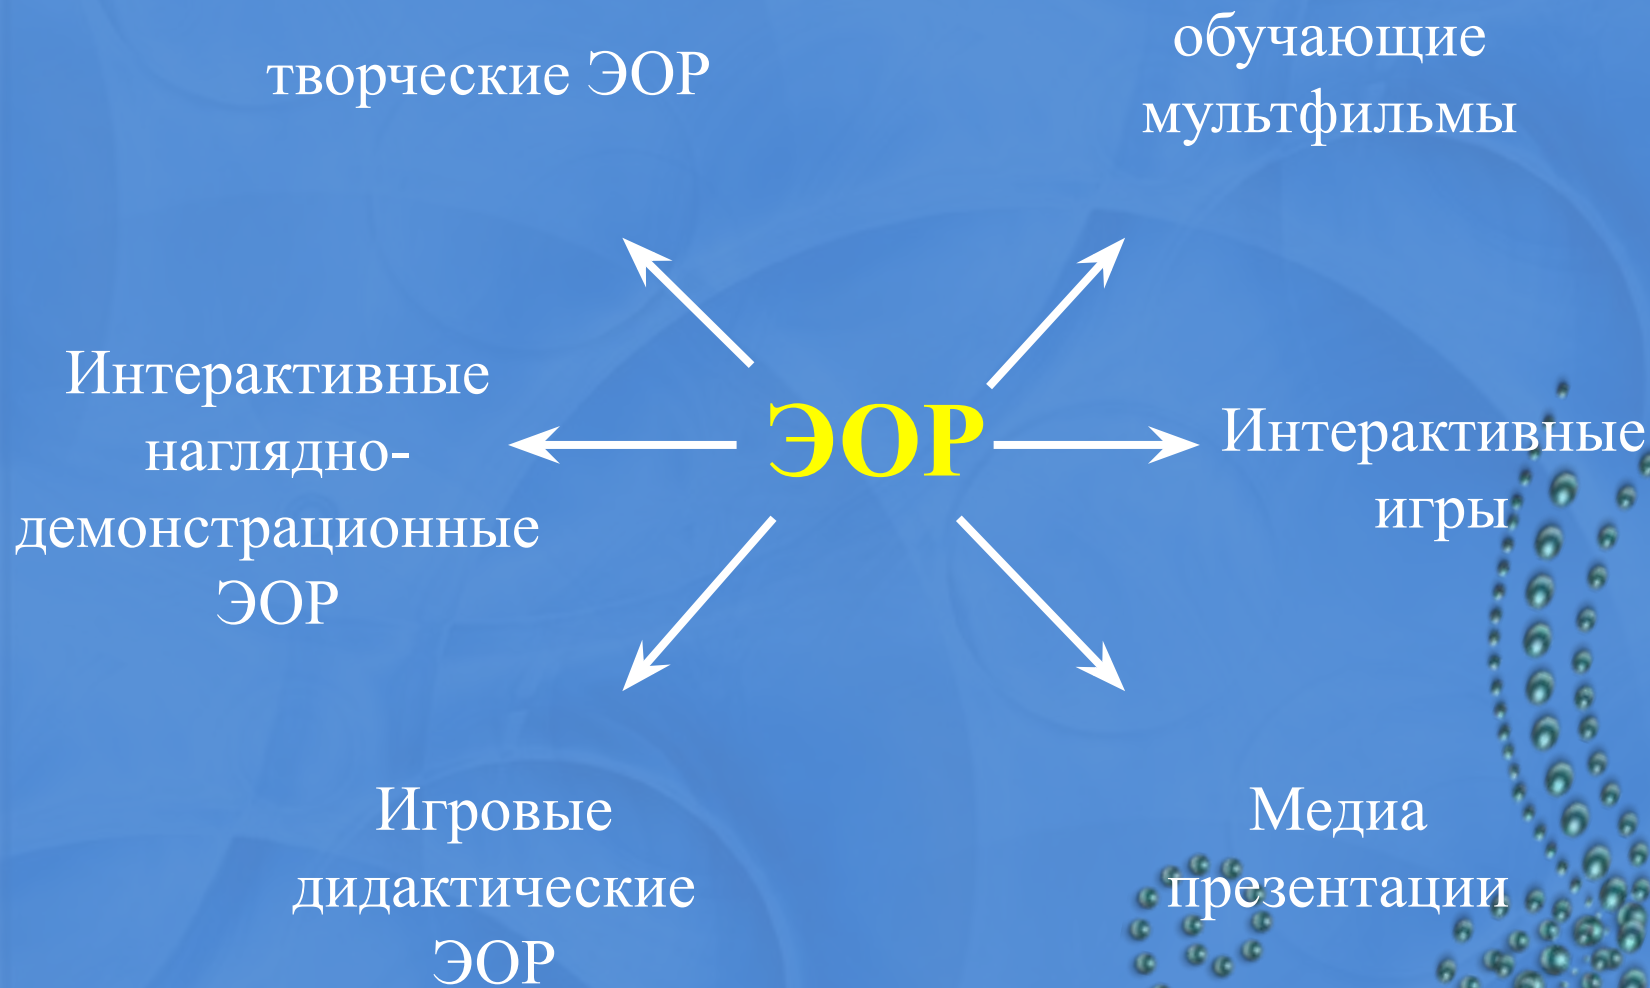 творческие ЭОР
обучающие
мультфильмы
Интерактивные
наглядно-
демонстрационные
ЭОР
ЭОР
Интерактивные
игры
Игровые
дидактические
ЭОР
Медиа
презентации